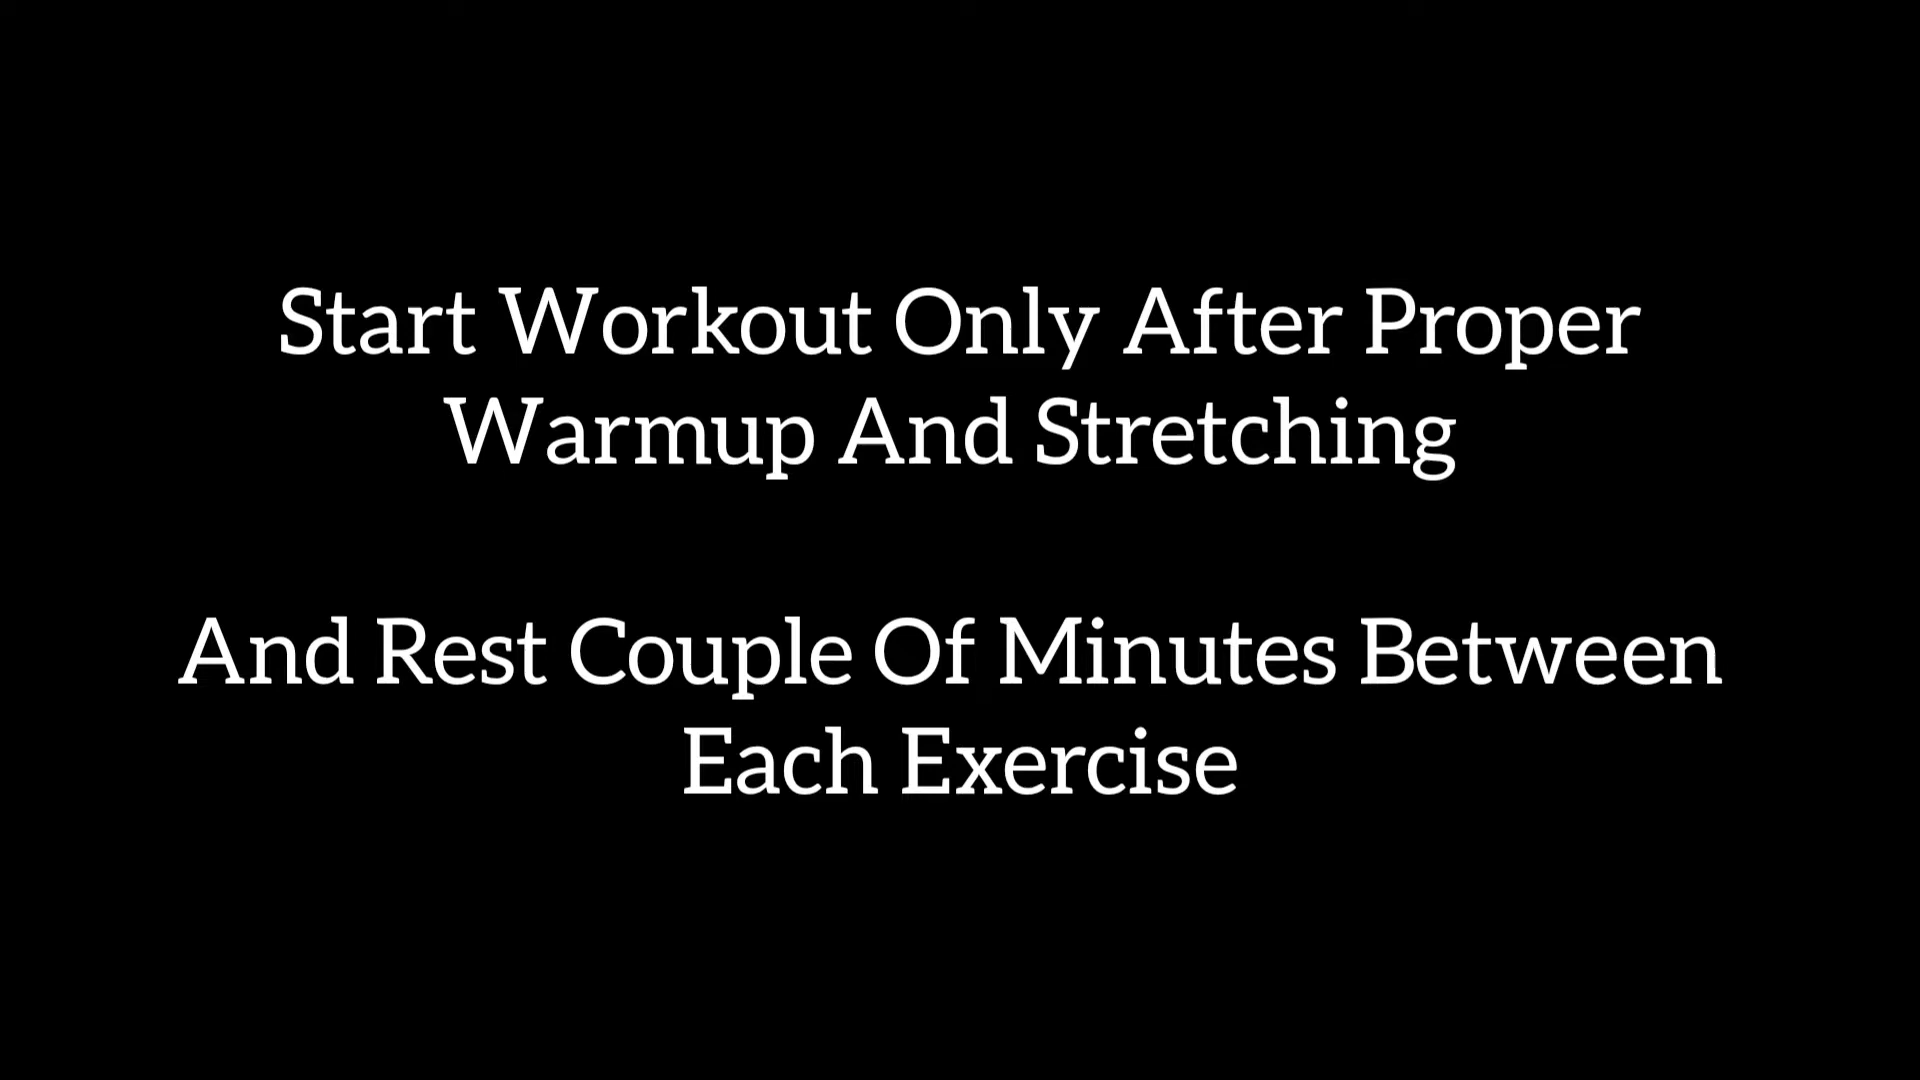 Start Workout Only After Proper
Warmup And Stretching
And Rest Couple Of Minutes Between
Each Exercise